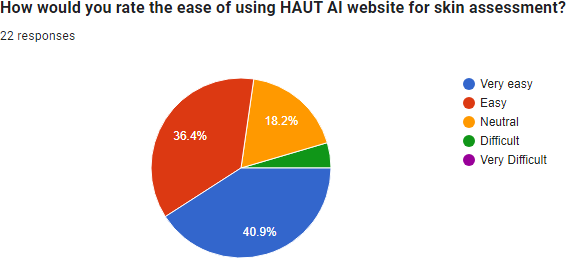 How would you rate the ease of using HAUT AI website for skin assessment?
22 responses
Very easy
Easy
Neutral
Difficult
Very Difficult
18.2%
36.4%
40.9%